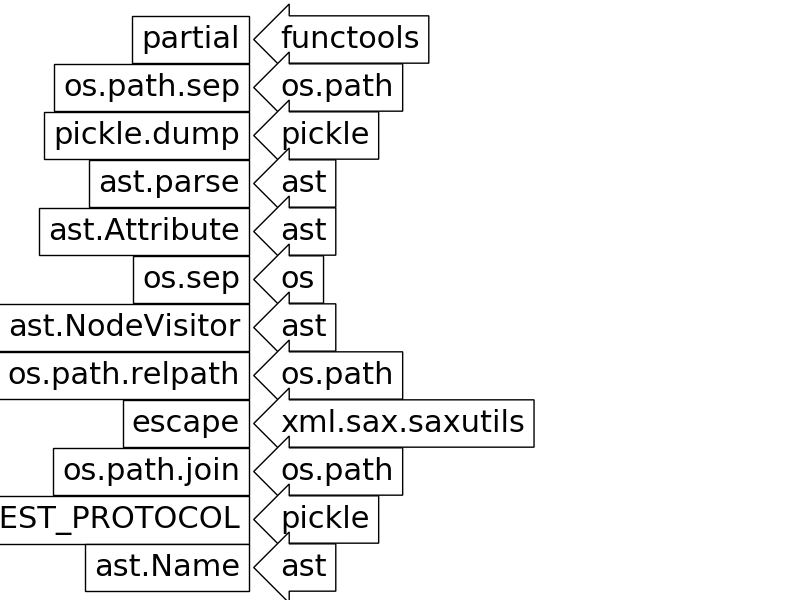 partial functools
os.path.sep os.path
pickle.dump pickle
ast.parse ast
ast.Attribute ast
os.sep os
ast.NodeVisitor ast
os.path.relpath os.path
escape xml.sax.saxutils
os.path.join os.path
EST_PROTOCOL pickle
ast.Name ast